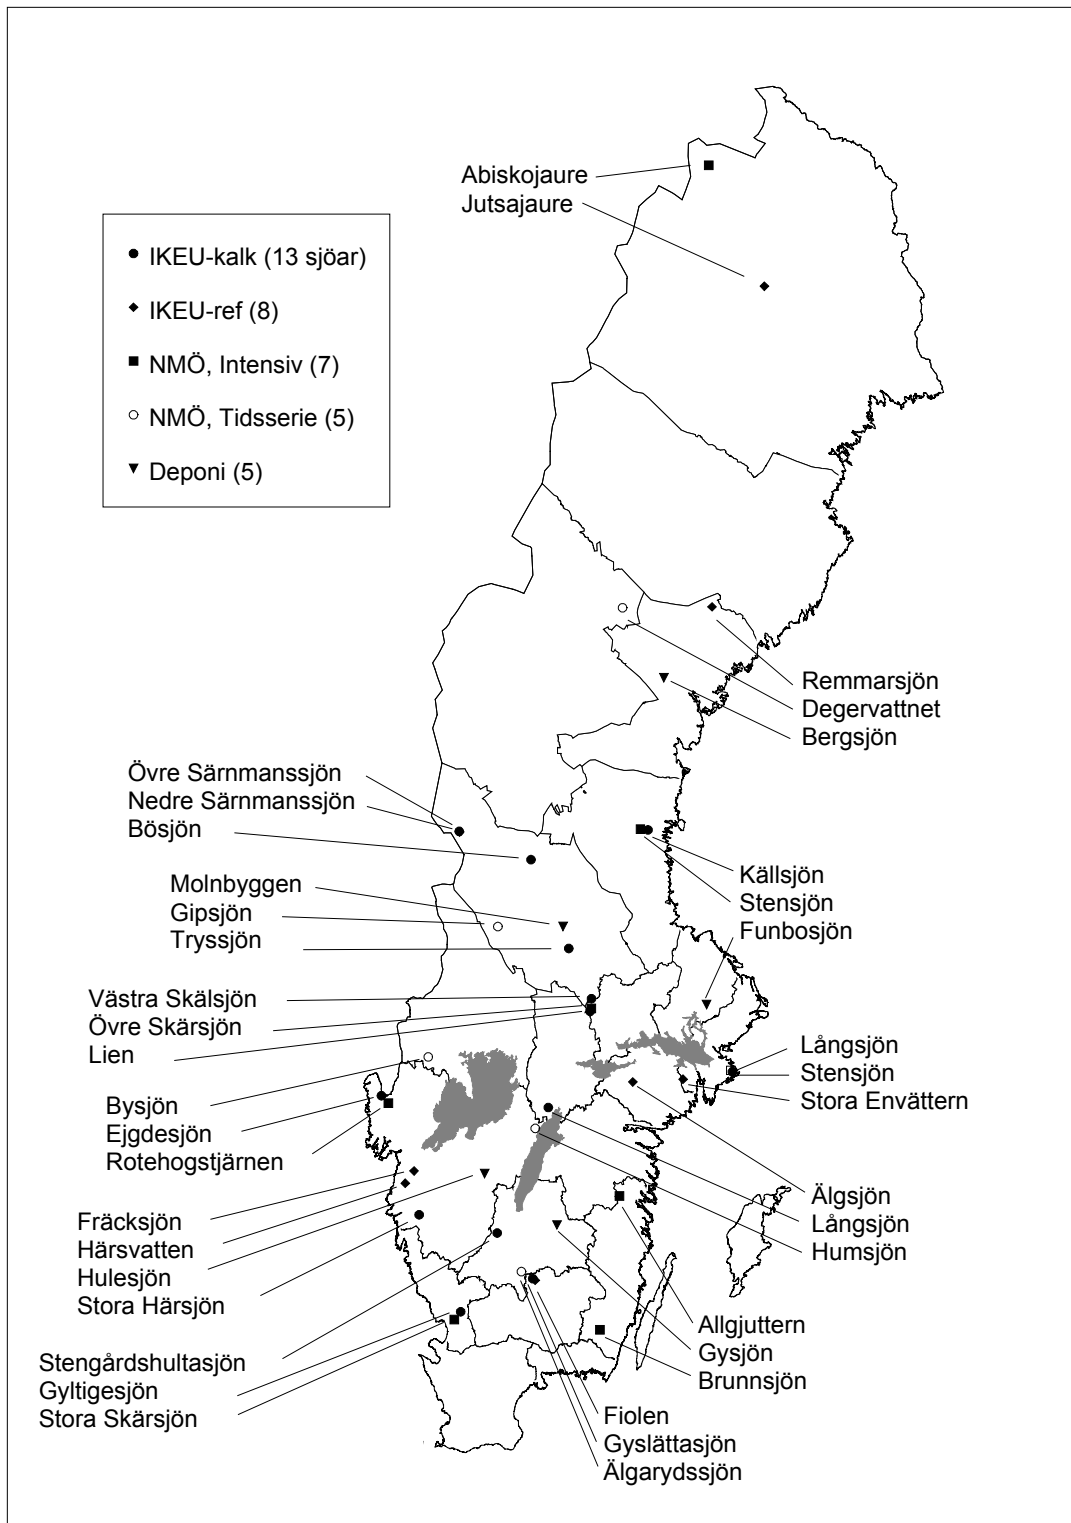 Abiskojaure
Jutsajaure
IKEU-kalk (13 sjöar)
IKEU-ref (8)
NMÖ, Intensiv (7)
NMÖ, Tidsserie (5)
Deponi (5)
Remmarsjön
Degervattnet
Bergsjön
Övre Särnmanssjön
Nedre Särnmanssjön
Bösjön
Källsjön
Stensjön
Funbosjön
Molnbyggen
Gipsjön
Tryssjön
Västra Skälsjön
Övre Skärsjön
Lien
Långsjön
Stensjön
Stora Envättern
Bysjön
Ejgdesjön
Rotehogstjärnen
Älgsjön
Långsjön
Humsjön
Fräcksjön
Härsvatten
Hulesjön
Stora Härsjön
Allgjuttern
Gysjön
Brunnsjön
Stengårdshultasjön
Gyltigesjön
Stora Skärsjön
Fiolen
Gyslättasjön
Älgarydssjön